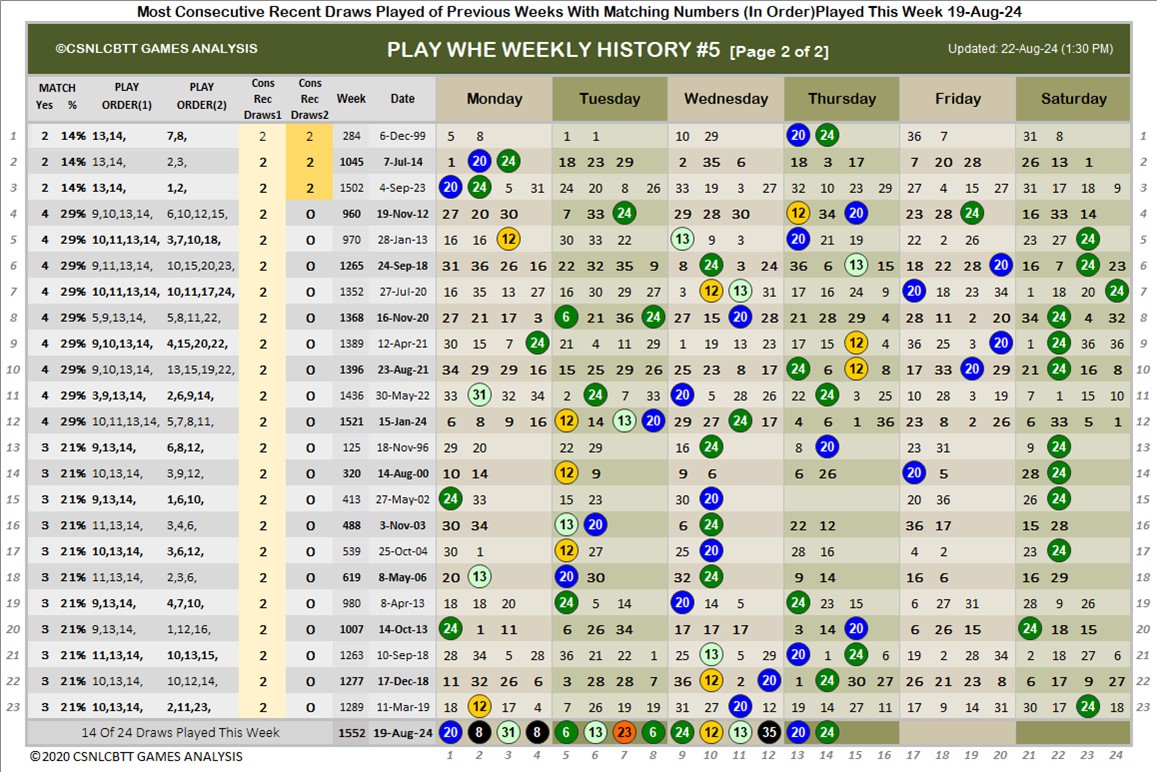 Most Consecutive Recent Draws Played of Previous Weeks With Matching Numbers (In Order)Played This Week 19-Aug-24
©CSNLCBTT GAMES ANALYSIS PLAY WHE WEEKLY HISTORY #5 [Page 2 of 2] Updated: 22-Aug-24 (1:30 PM)
MATCH Yes % PLAY ORDER(1) PLAY ORDER(2) Cons Rec Draws1 Cons Rec Draws2 Week Date Monday Tuesday Wednesday Thursday Friday Saturday
1 2 14% 13,14, 7,8, 2 2 284 6-Dec-99 5 8 1 1 10 29 20 24 36 7 31 8 1
2 2 14% 13,14, 2,3, 2 2 1045 7-Jul-14 1 20 24 18 23 29 2 35 6 18 3 17 7 20 28 26 13 1 2
3 2 14% 13,14, 1,2, 2 2 1502 4-Sep-23 20 24 5 31 24 20 8 26 33 19 3 27 32 10 23 29 27 4 15 27 31 17 18 9 3
4 4 29% 9,10,13,14, 6,10,12,15, 2 0 960 19-Nov-12 27 20 30 7 33 24 29 28 30 12 34 20 23 28 24 16 33 14 4
5 4 29% 10,11,13,14, 3,7,10,18, 2 0 970 28-Jan-13 16 16 12 30 33 22 13 9 3 20 21 19 22 2 26 23 27 24 5
6 4 29% 9,11,13,14, 10,15,20,23, 2 0 1265 24-Sep-18 31 36 26 16 22 32 35 9 8 24 3 24 36 6 13 15 18 22 28 20 16 7 24 23 6
7 4 29% 10,11,13,14, 10,11,17,24, 2 0 1352 27-Jul-20 16 35 13 27 16 30 29 27 3 12 13 31 17 16 24 9 20 18 23 34 1 18 20 24 7
8 4 29% 5,9,13,14, 5,8,11,22, 2 0 1368 16-Nov-20 27 21 17 3 6 21 36 24 27 15 20 28 21 28 29 4 28 11 2 20 34 24 4 32 8
9 4 29% 9,10,13,14, 4,15,20,22, 2 0 1389 12-Apr-21 30 15 7 24 21 4 11 29 1 19 13 23 17 15 12 4 36 25 3 20 1 24 36 36 9
10 4 29% 9,10,13,14, 13,15,19,22, 2 0 1396 23-Aug-21 34 29 29 16 15 25 29 26 25 23 8 17 24 6 12 8 17 33 20 29 21 24 16 8 10
11 4 29% 3,9,13,14, 2,6,9,14, 2 0 1436 30-May-22 33 31 32 34 2 24 7 33 20 5 28 26 22 24 3 25 10 28 3 19 7 1 15 10 11
12 4 29% 10,11,13,14, 5,7,8,11, 2 0 1521 15-Jan-24 6 8 9 16 12 14 13 20 29 27 24 17 4 6 1 36 23 8 2 26 6 33 5 1 12
13 3 21% 9,13,14, 6,8,12, 2 0 125 18-Nov-96 29 20 22 29 16 24 8 20 23 31 9 24 13
14 3 21% 10,13,14, 3,9,12, 2 0 320 14-Aug-00 10 14 12 9 9 6 6 26 20 5 28 24 14
15 3 21% 9,13,14, 1,6,10, 2 0 413 27-May-02 24 33 15 23 30 20 20 36 26 24 15
16 3 21% 11,13,14, 3,4,6, 2 0 488 3-Nov-03 30 34 13 20 6 24 22 12 36 17 15 28 16
17 3 21% 10,13,14, 3,6,12, 2 0 539 25-Oct-04 30 1 12 27 25 20 28 16 4 2 23 24 17
18 3 21% 11,13,14, 2,3,6, 2 0 619 8-May-06 20 13 20 30 32 24 9 14 16 6 16 29 18
19 3 21% 9,13,14, 4,7,10, 2 0 980 8-Apr-13 18 18 20 24 5 14 20 14 5 24 23 15 6 27 31 28 9 26 19
20 3 21% 9,13,14, 1,12,16, 2 0 1007 14-Oct-13 24 1 11 6 26 34 17 17 17 3 14 20 6 26 15 24 18 15 20
21 3 21% 11,13,14, 10,13,15, 2 0 1263 10-Sep-18 28 34 5 28 36 21 22 1 25 13 5 29 20 1 24 6 19 2 28 34 2 18 27 6 21
22 3 21% 10,13,14, 10,12,14, 2 0 1277 17-Dec-18 11 32 26 6 3 28 28 7 36 12 2 20 1 24 30 27 26 21 23 8 6 17 9 27 22
23 3 21% 10,13,14, 2,11,23, 2 0 1289 11-Mar-19 18 12 17 4 7 26 19 19 31 27 20 12 19 14 27 11 17 9 14 31 30 17 24 18 23
14 Of 24 Draws Played This Week 1552 19-Aug-24 20 8 31 8 6 13 23 6 24 12 13 35 20 24
©2020 CSNLCBTT GAMES ANALYSIS 1 2 3 4 5 6 7 8 9 10 11 12 13 14 15 16 17 18 19 20 21 22 23 24